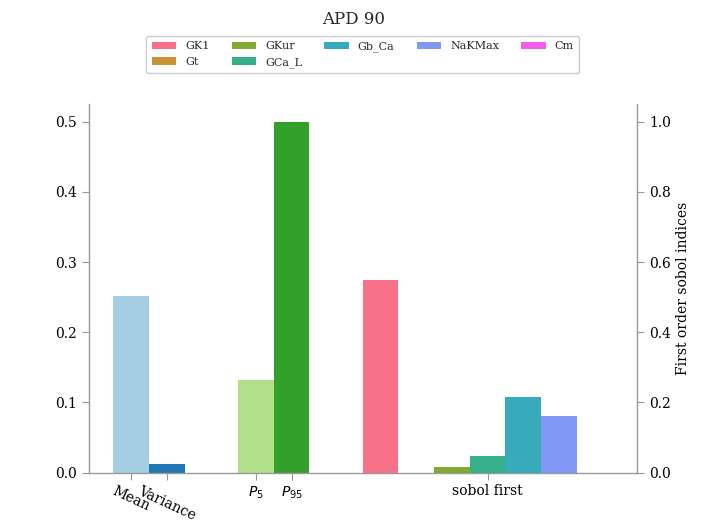 APD 90
GK1 GKur Gb_Ca NaKMax Cm
Gt GCa_L
0.5
0.4
0.3
0.2
0.1
0.0
1.0
0.8
0.6
0.4
0.2
0.0
First order sobol indices
Mean
Variance
P5
P95
sobol first